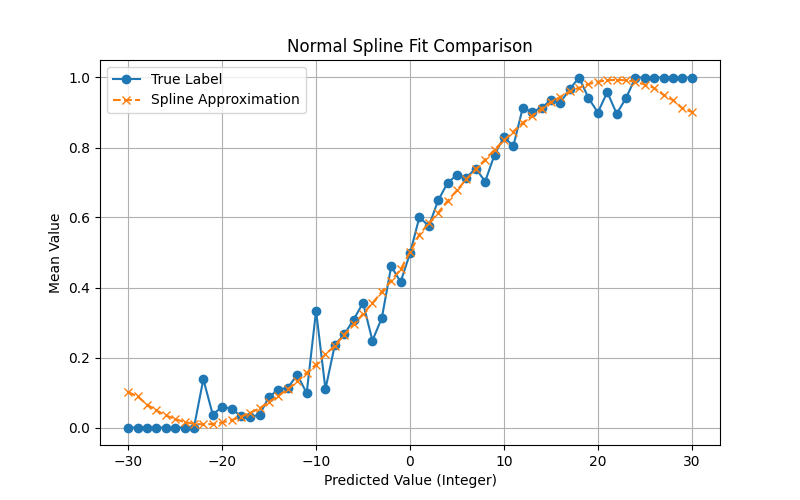 Normal Spline Fit Comparison
True Label
Spline Approximation
1.0
0.8
0.6
0.4
0.2
0.0
Mean Value
−30
−20
−10
0
10
20
30
Predicted Value (Integer)